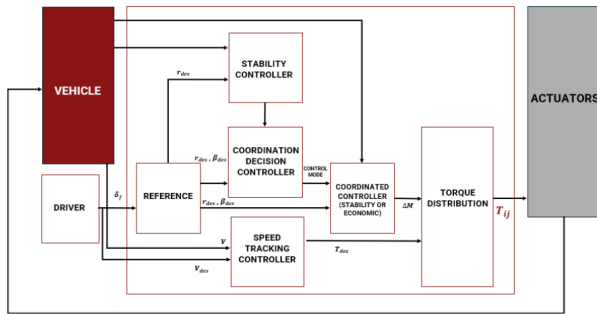 VEHICLE
STABILITY
CONTROLLER
r_des
ACTUATORS
r_des , β_des
COORDINATION
DECISION
CONTROLLER
CONTROL
MODE
DRIVER
δ_f
REFERENCE
r_des , β_des
COORDINATED
CONTROLLER
(STABILITY OR
ECONOMIC)
ΔM
TORQUE
DISTRIBUTION
T_ij
V
V_des
SPEED
TRACKING
CONTROLLER
T_des